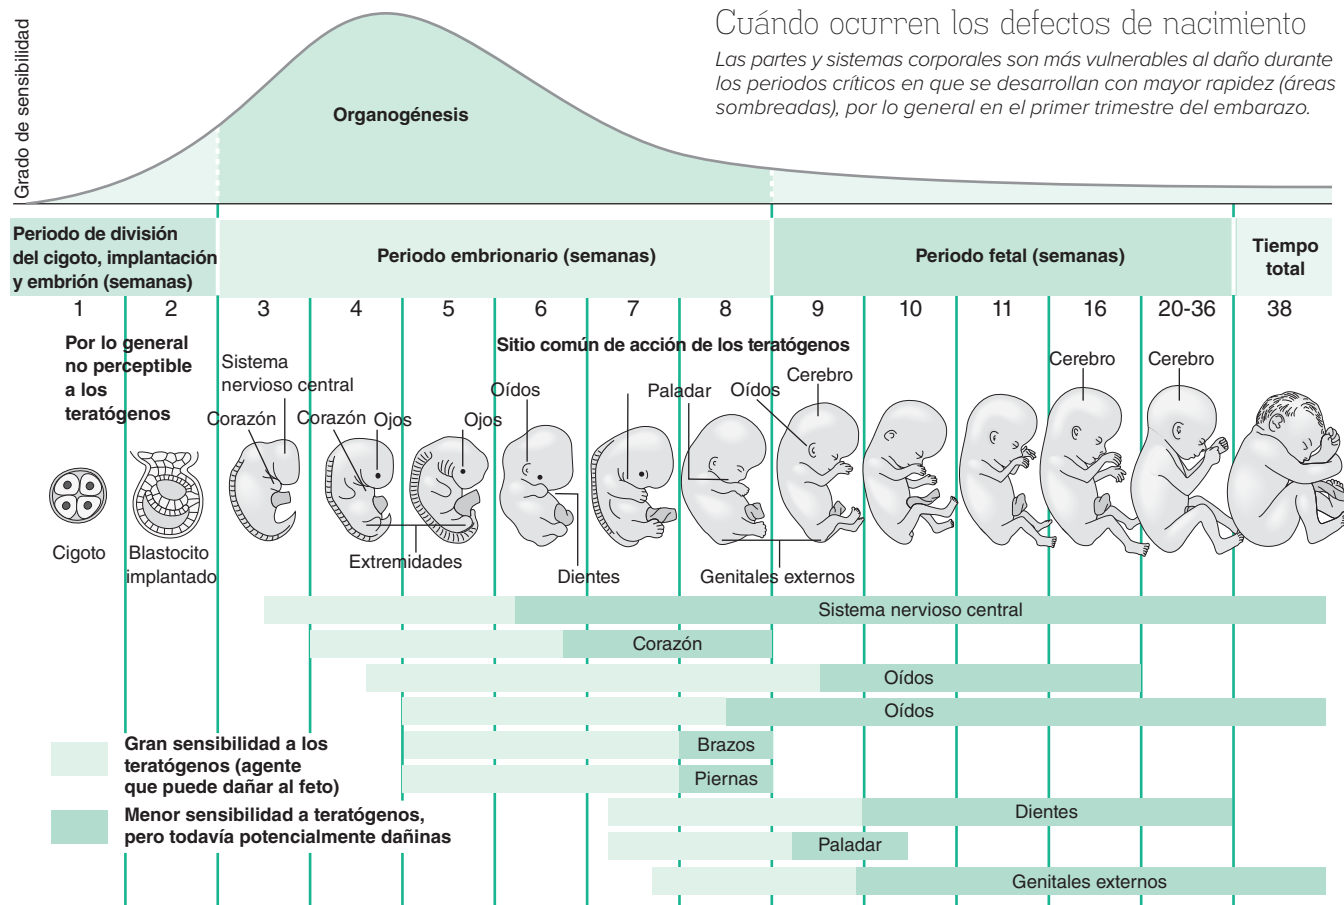 Cuándo ocurren los defectos de nacimiento
Las partes y sistemas corporales son más vulnerables al daño durante
los periodos críticos en que se desarrollan con mayor rapidez (áreas
sombreadas), por lo general en el primer trimestre del embarazo.
Grado de sensibilidad
Organogénesis
Periodo de división
del cigoto, implantación
y embrión (semanas)
Periodo embrionario (semanas)
Periodo fetal (semanas)
Tiempo
total
1 2 3 4 5 6 7 8 9 10 11 16 20-36 38
Por lo general
no perceptible
a los
teratógenos
Sitio común de acción de los teratógenos
Sistema
nervioso central
Corazón
Corazón
Ojos
Ojos
Oídos
Paladar
Oídos
Cerebro
Cerebro
Cerebro
Cigoto
Blastocito
implantado
Extremidades
Dientes
Genitales externos
Sistema nervioso central
Corazón
Oídos
Oídos
Brazos
Piernas
Dientes
Paladar
Genitales externos
Gran sensibilidad a los
teratógenos (agente
que puede dañar al feto)
Menor sensibilidad a teratógenos,
pero todavía potencialmente dañinas